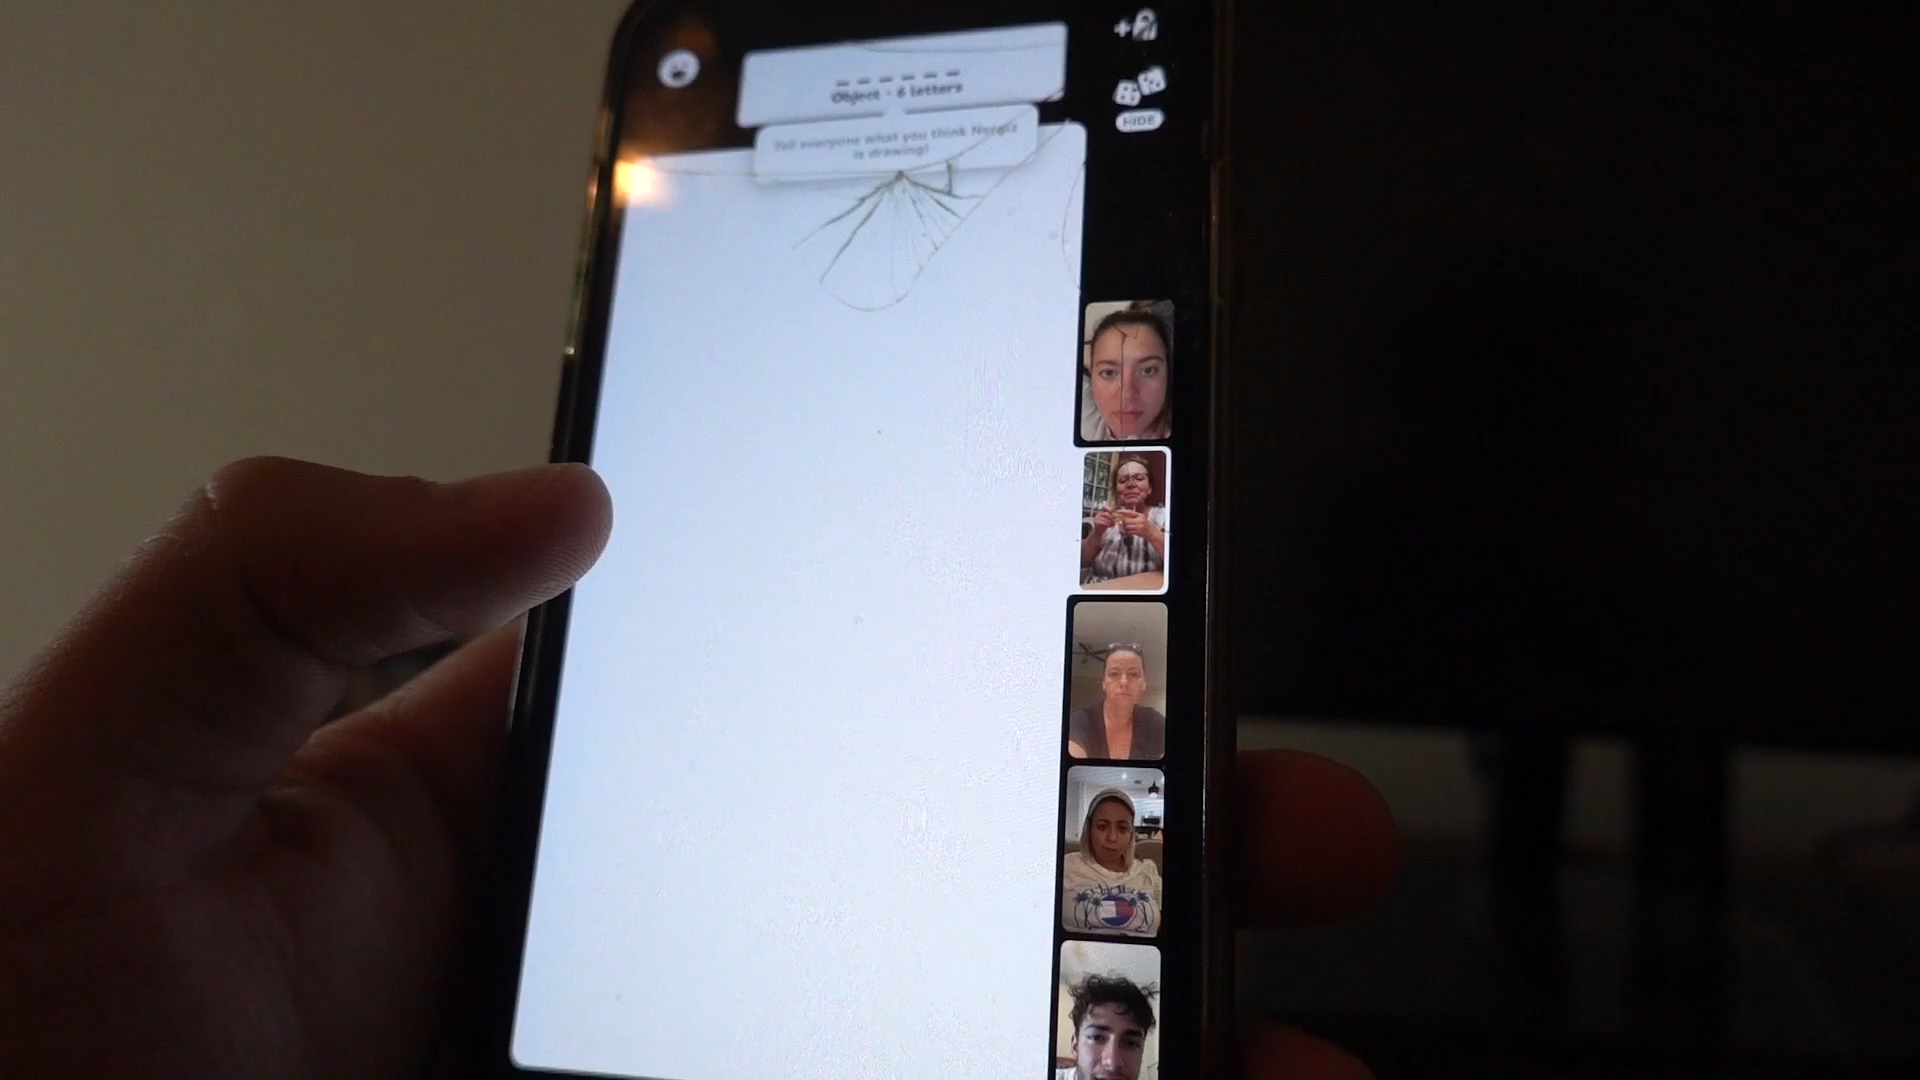 _ _ _ _ _ _
Object - 6 letters
HIDE
Tell everyone what you think
is drawing!